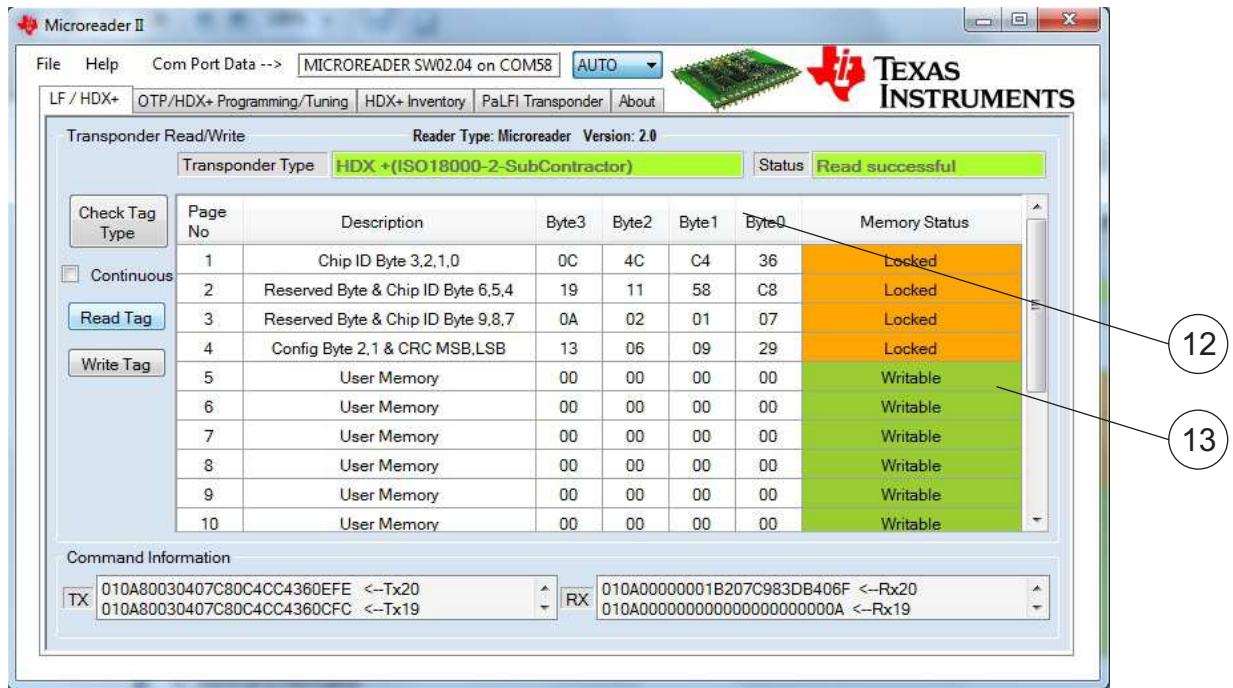 Microreader II
File Help Com Port Data --> MICROREADER SW02.04 on COM58 AUTO
TEXAS
INSTRUMENTS
LF / HDX+ OTP/HDX+ Programming/Tuning HDX+ Inventory PaLFI Transponder About
Transponder Read/Write Reader Type: Microreader Version: 2.0
Transponder Type HDX +(ISO18000-2-SubContractor) Status Read successful
Check Tag
Type
Continuous
Read Tag
Write Tag
Page
No Description Byte3 Byte2 Byte1 Byte0 Memory Status
1 Chip ID Byte 3,2,1,0 0C 4C C4 36 Locked
2 Reserved Byte & Chip ID Byte 6,5,4 19 11 58 C8 Locked
3 Reserved Byte & Chip ID Byte 9,8,7 0A 02 01 07 Locked
4 Config Byte 2,1 & CRC MSB,LSB 13 06 09 29 Locked
5 User Memory 00 00 00 00 Writable
6 User Memory 00 00 00 00 Writable
7 User Memory 00 00 00 00 Writable
8 User Memory 00 00 00 00 Writable
9 User Memory 00 00 00 00 Writable
10 User Memory 00 00 00 00 Writable
12
13
Command Information
TX 010A80030407C80C4CC4360EFE <--Tx20
010A80030407C80C4CC4360CFC <--Tx19
RX 010A00000001B207C983DB406F <--Rx20
010A00000000000000000000000A <--Rx19